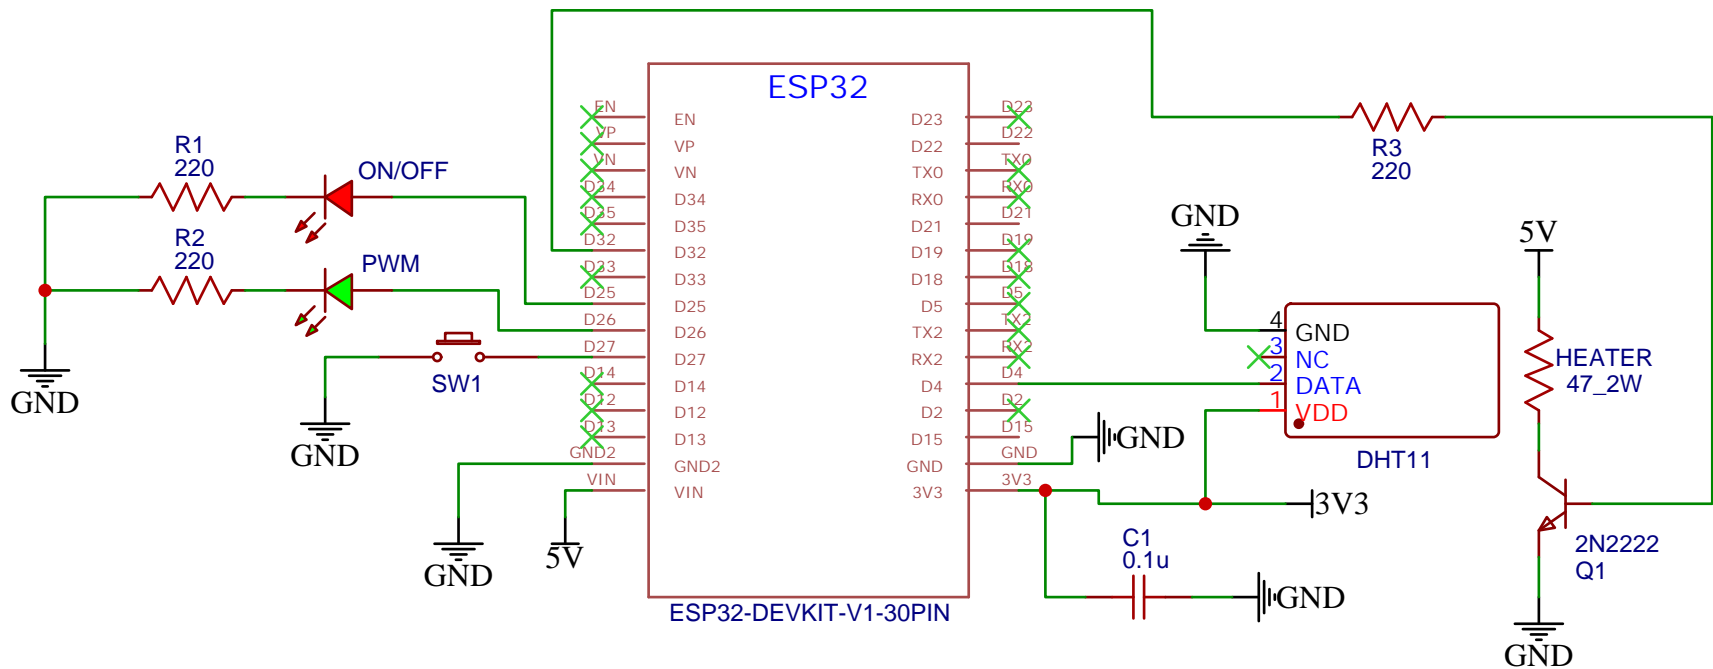 ESP32
EN
VP
VN
D34
D35
D32
D33
D25
D26
D27
D14
D12
D13
GND2
VIN
EN
VP
VN
D34
D35
D32
D33
D25
D26
D27
D14
D12
D13
GND2
VIN
D23
D22
TX0
RX0
D21
D19
D18
D5
TX2
RX2
D4
D2
D15
GND
3V3
D23
D22
TX0
RX0
D21
D19
D18
D5
TX2
RX2
D4
D2
D15
GND
3V3
ESP32-DEVKIT-V1-30PIN
R1
220
ON/OFF
R2
220
PWM
SW1
GND
GND
GND
5V
R3
220
GND
5V
4
3
2
1
GND
NC
DATA
VDD
DHT11
HEATER
47_2W
GND
3V3
C1
0.1u
GND
2N2222
Q1
GND